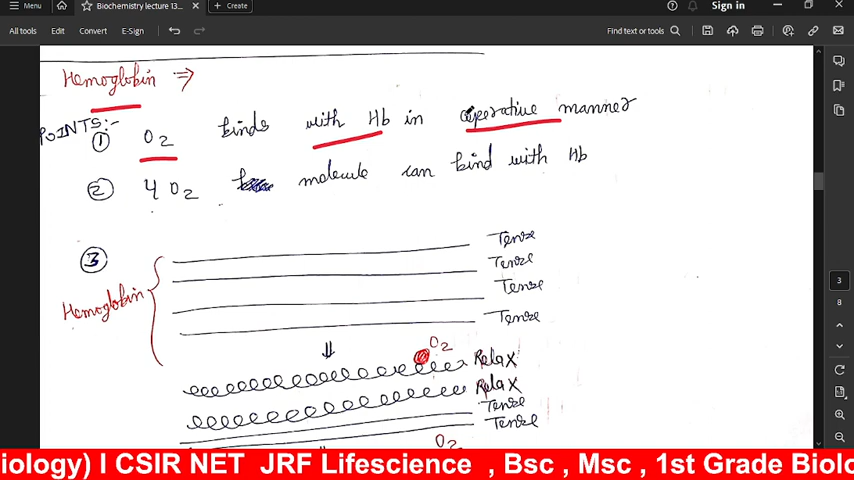 Menu
Biochemistry lecture 13...
Create
Sign in
All tools Edit Convert E-Sign
Find text or tools
Hemoglobin ⇒
POINTS:-
① O2 binds with Hb in coperative manner
② 4 O2 molecule can bind with Hb
③ Tense
Tense
Hemoglobin Tense
Tense
⇓ O2
Relax
Relax
Tense
Tense
O2
3
8
iology) I CSIR NET JRF Lifescience , Bsc , Msc , 1st Grade Biolo